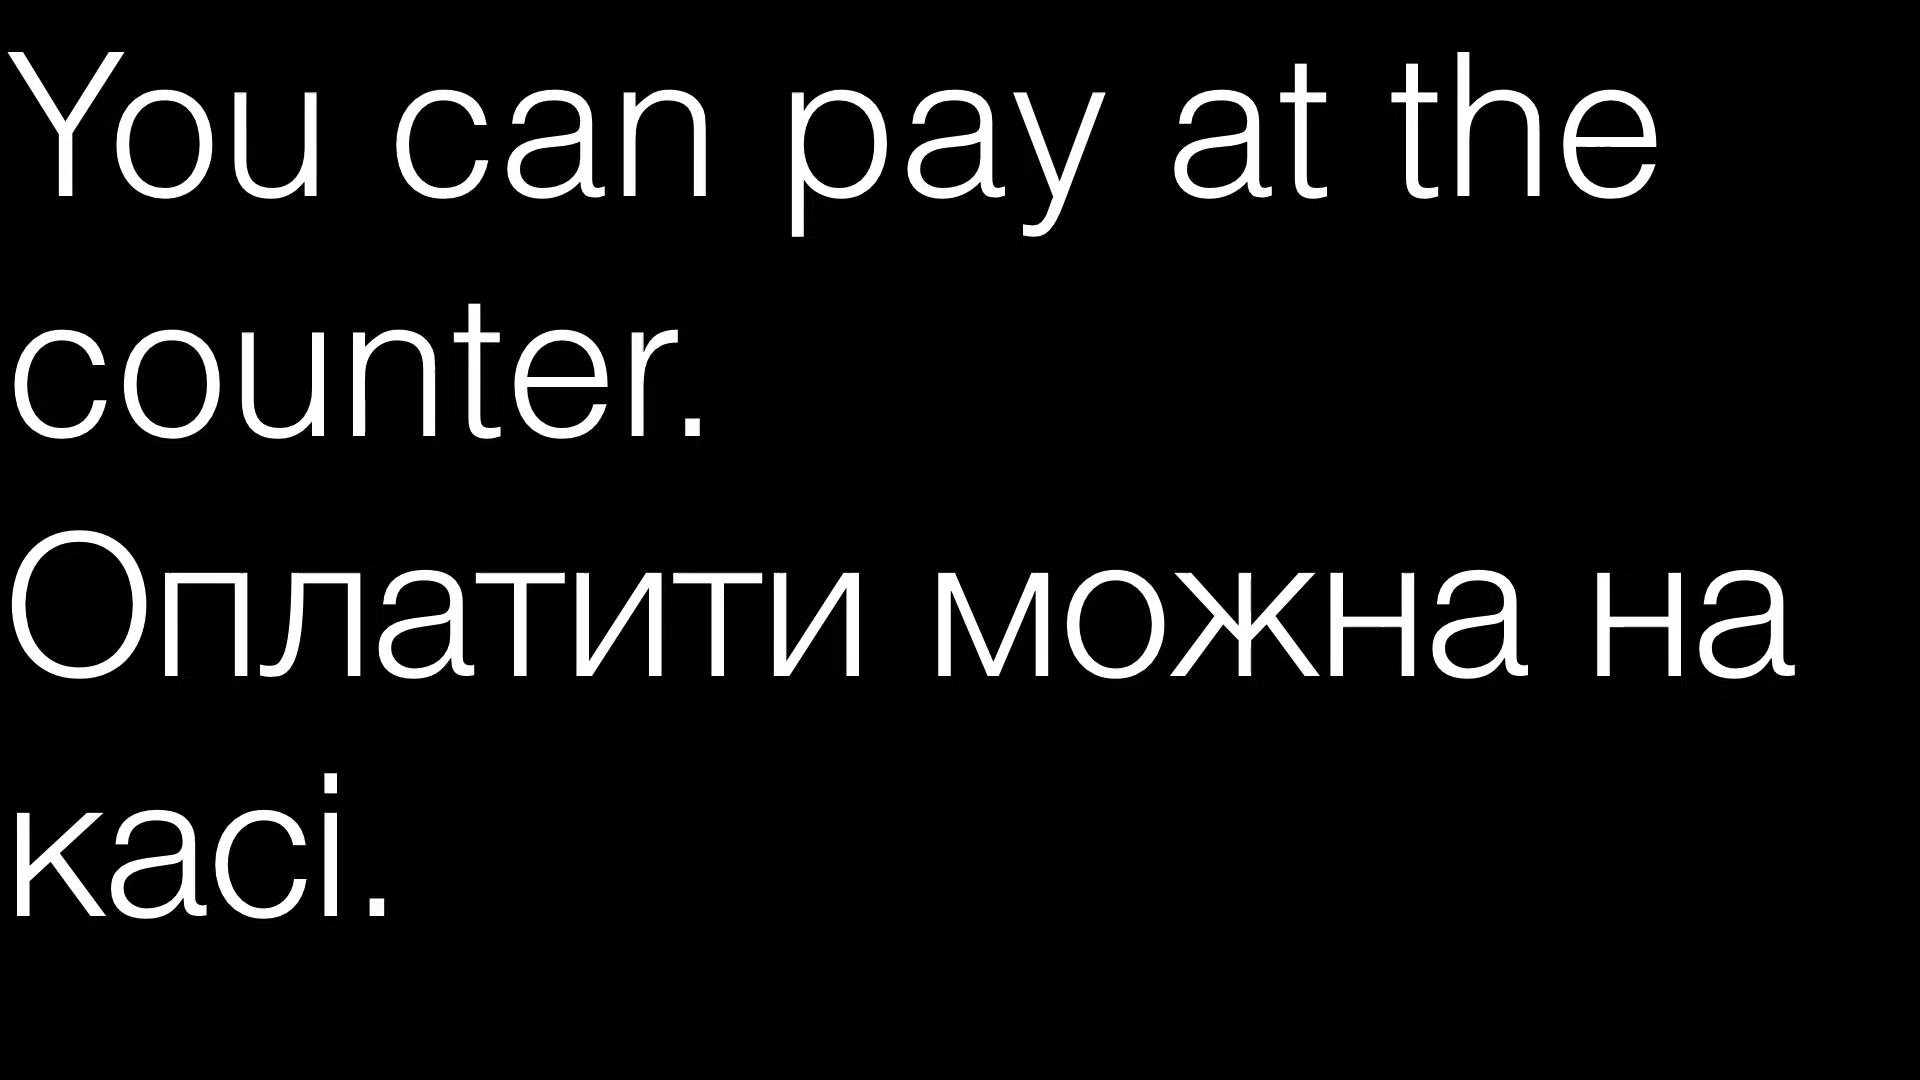 You can pay at the
counter.
Оплатити можна на
касі.